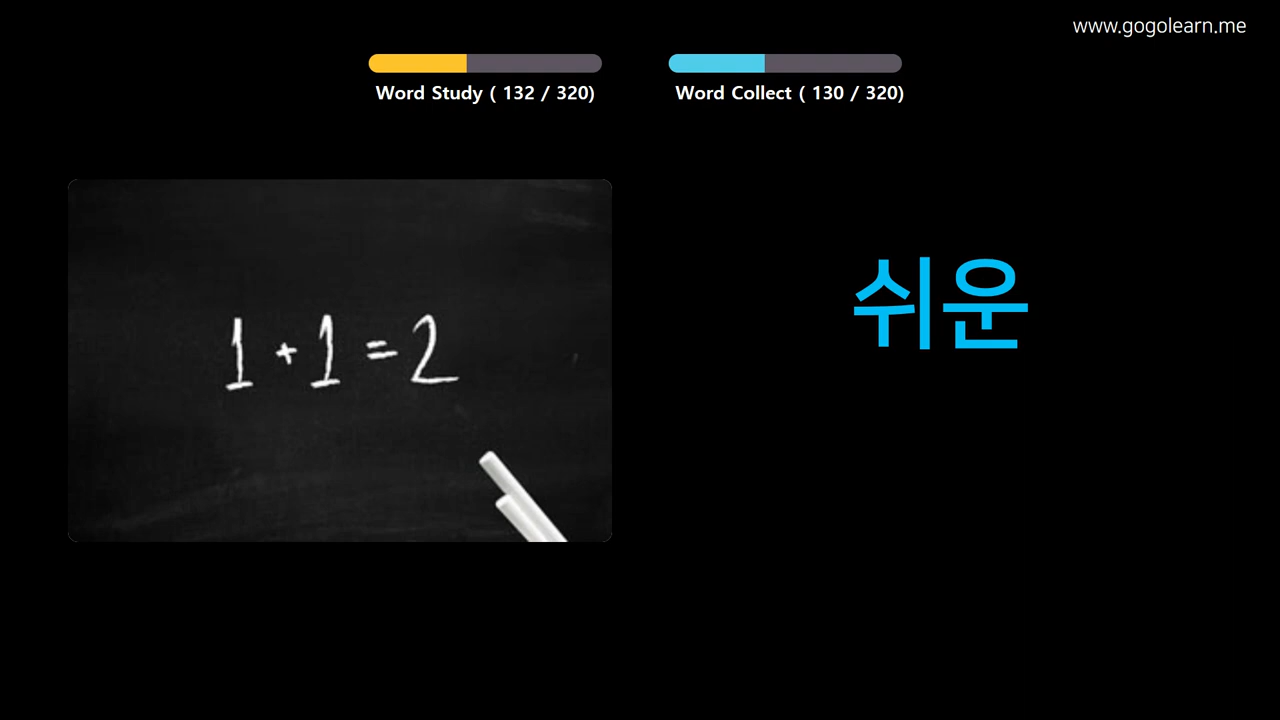 www.gogolearn.me
Word Study ( 132 / 320)
Word Collect ( 130 / 320)
1 + 1 = 2
쉬운